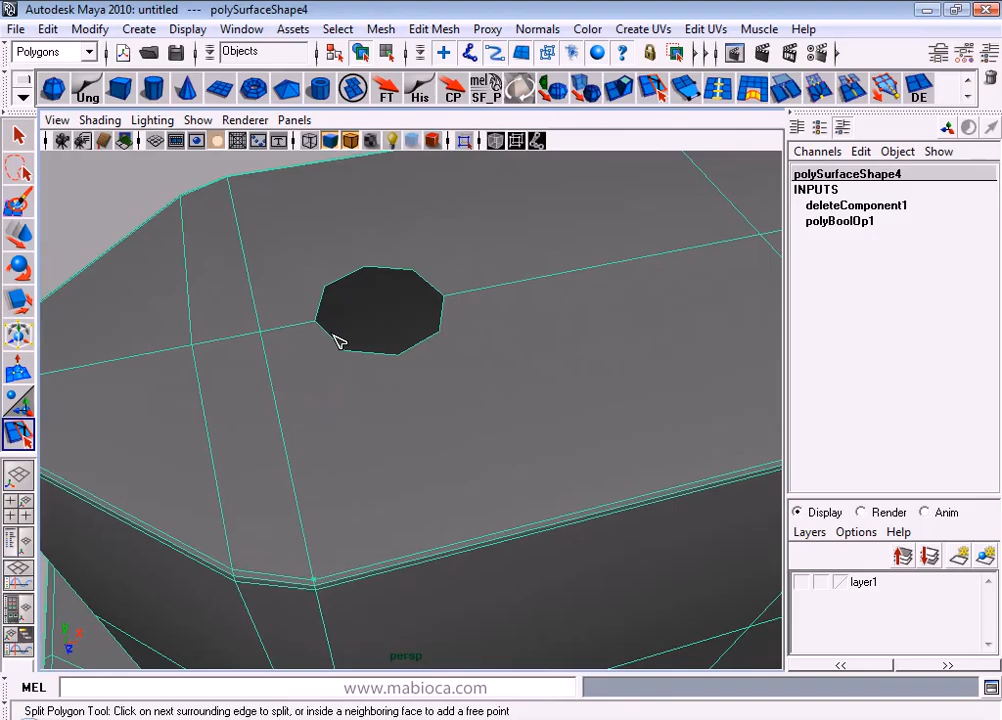 Autodesk Maya 2010: untitled --- polySurfaceShape4
File Edit Modify Create Display Window Assets Select Mesh Edit Mesh Proxy Normals Color Create UVs Edit UVs Muscle Help
Polygons Objects
Ung FT His CP mel SF_P DE
View Shading Lighting Show Renderer Panels
Channels Edit Object Show
polySurfaceShape4
INPUTS
deleteComponent1
polyBoolOp1
Display Render Anim
Layers Options Help
layer1
persp
<< >>
MEL www.mabioca.com
Split Polygon Tool: Click on next surrounding edge to split, or inside a neighboring face to add a free point